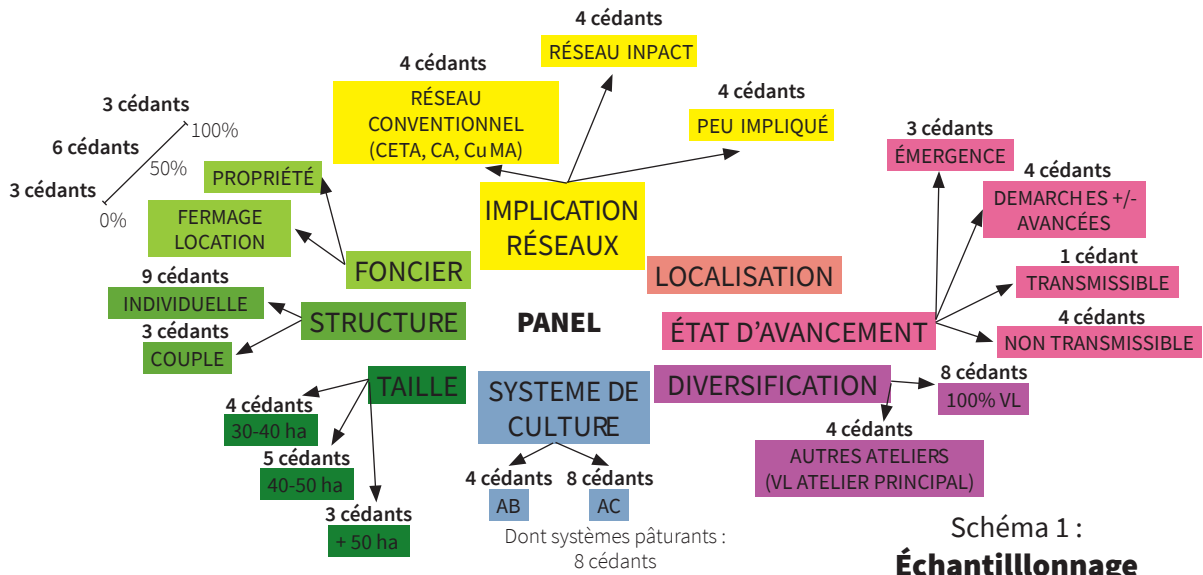 4 cédants
RÉSEAU INPACT
4 cédants
RÉSEAU
CONVENTIONNEL
(CETA, CA, CuMA)
4 cédants
PEU IMPLIQUÉ
IMPLICATION
RÉSEAUX
3 cédants
100%
6 cédants
50%
3 cédants
0%
PROPRIÉTÉ
FERMAGE
LOCATION
FONCIER
LOCALISATION
3 cédants
ÉMERGENCE
4 cédants
DEMARCHES +/-
AVANCÉES
1 cédant
TRANSMISSIBLE
4 cédants
NON TRANSMISSIBLE
ÉTAT D'AVANCEMENT
9 cédants
INDIVIDUELLE
3 cédants
COUPLE
STRUCTURE
PANEL
TAILLE
4 cédants
30-40 ha
5 cédants
40-50 ha
3 cédants
+ 50 ha
SYSTEME DE
CULTURE
4 cédants
AB
8 cédants
AC
Dont systèmes pâturants :
8 cédants
DIVERSIFICATION
8 cédants
100% VL
4 cédants
AUTRES ATELIERS
(VL ATELIER PRINCIPAL)
Schéma 1 :
Échantilllonnage